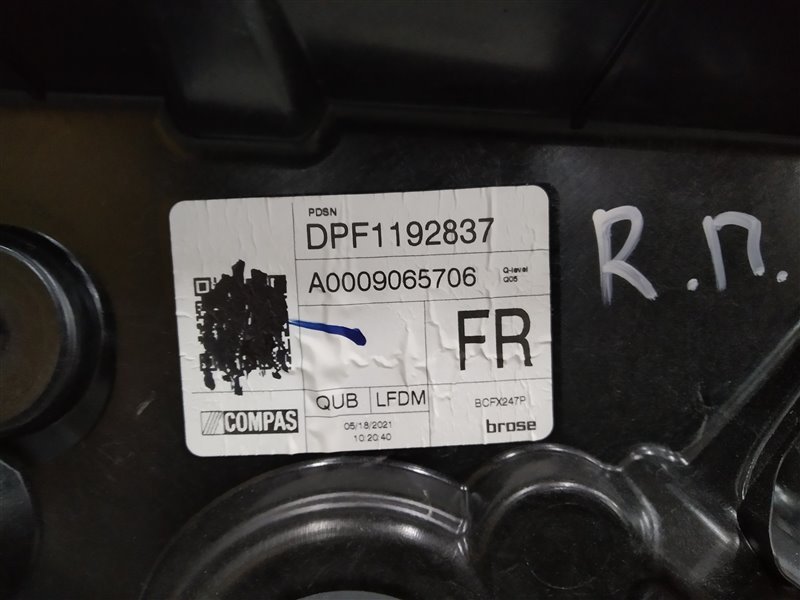 PDSN
DPF1192837
A0009065706
Q-level
Q05
FR
QUB LFDM
BCFX247P
COMPAS
05/18/2021
10:20:40
brose
R.П.